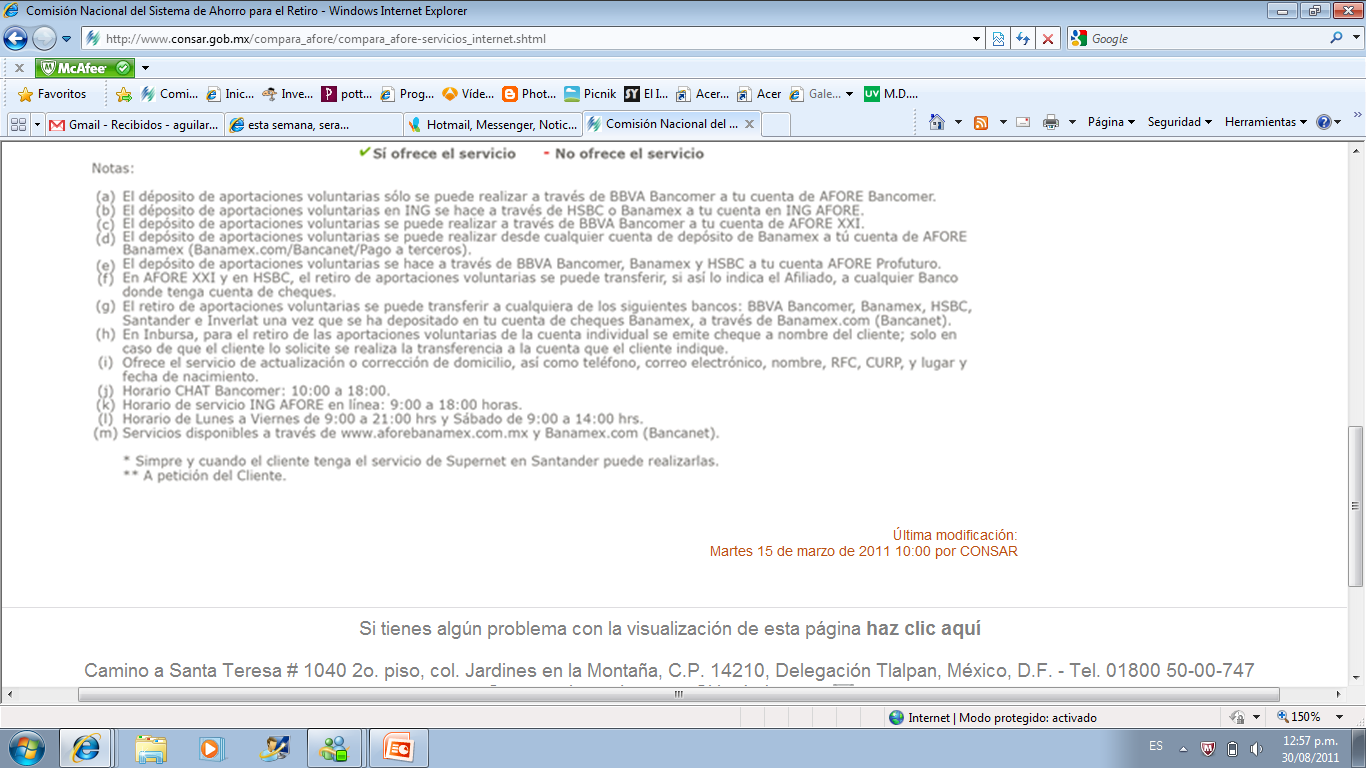 Comisión Nacional del Sistema de Ahorro para el Retiro - Windows Internet Explorer
http://www.consar.gob.mx/compara_afore/compara_afore-servicios_internet.shtml
Google
McAfee
Favoritos Comi... Inic... Inve... pott... Prog... Víde... Phot... Picnik El I... Acer... Acer Gale... M.D....
Gmail - Recibidos - aguilar... esta semana, sera... Hotmail, Messenger, Notic... Comisión Nacional del ... Página Seguridad Herramientas
Sí ofrece el servicio - No ofrece el servicio
Notas:
(a) El déposito de aportaciones voluntarias sólo se puede realizar a través de BBVA Bancomer a tu cuenta de AFORE Bancomer.
(b) El déposito de aportaciones voluntarias en ING se hace a través de HSBC o Banamex a tu cuenta en ING AFORE.
(c) El déposito de aportaciones voluntarias se puede realizar a través de BBVA Bancomer a tu cuenta de AFORE XXI.
(d) El depósito de aportaciones voluntarias se puede realizar desde cualquier cuenta de depósito de Banamex a tú cuenta de AFORE
Banamex (Banamex.com/Bancanet/Pago a terceros).
(e) El depósito de aportaciones voluntarias se hace a través de BBVA Bancomer, Banamex y HSBC a tu cuenta AFORE Profuturo.
(f) En AFORE XXI y en HSBC, el retiro de aportaciones voluntarias se puede transferir, si así lo indica el Afiliado, a cualquier Banco
donde tenga cuenta de cheques.
(g) El retiro de aportaciones voluntarias se puede transferir a cualquiera de los siguientes bancos: BBVA Bancomer, Banamex, HSBC,
Santander e Inverlat una vez que se ha depositado en tu cuenta de cheques Banamex, a través de Banamex.com (Bancanet).
(h) En Inbursa, para el retiro de las aportaciones voluntarias de la cuenta individual se emite cheque a nombre del cliente; solo en
caso de que el cliente lo solicite se realiza la transferencia a la cuenta que el cliente indique.
(i) Ofrece el servicio de actualización o corrección de domicilio, así como teléfono, correo electrónico, nombre, RFC, CURP, y lugar y
fecha de nacimiento.
(j) Horario CHAT Bancomer: 10:00 a 18:00.
(k) Horario de servicio ING AFORE en línea: 9:00 a 18:00 horas.
(l) Horario de Lunes a Viernes de 9:00 a 21:00 hrs y Sábado de 9:00 a 14:00 hrs.
(m) Servicios disponibles a través de www.aforebanamex.com.mx y Banamex.com (Bancanet).
* Simpre y cuando el cliente tenga el servicio de Supernet en Santander puede realizarlas.
** A petición del Cliente.
Última modificación:
Martes 15 de marzo de 2011 10:00 por CONSAR
Si tienes algún problema con la visualización de esta página haz clic aquí
Camino a Santa Teresa # 1040 2o. piso, col. Jardines en la Montaña, C.P. 14210, Delegación Tlalpan, México, D.F. - Tel. 01800 50-00-747
Internet | Modo protegido: activado 150%
ES 12:57 p.m.
30/08/2011